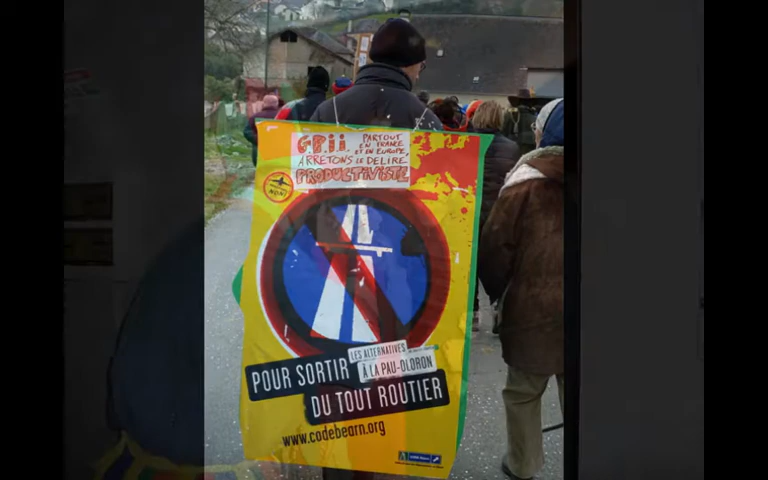 G.P.i.i. PARTOUT
EN FRANCE
ET EN EUROPE,
ARRETONS LE DELIRE
PRODUCTIVISTE
NON!
POUR SORTIR
LES ALTERNATIVES
À LA PAU-OLORON
DU TOUT ROUTIER
www.codebearn.org